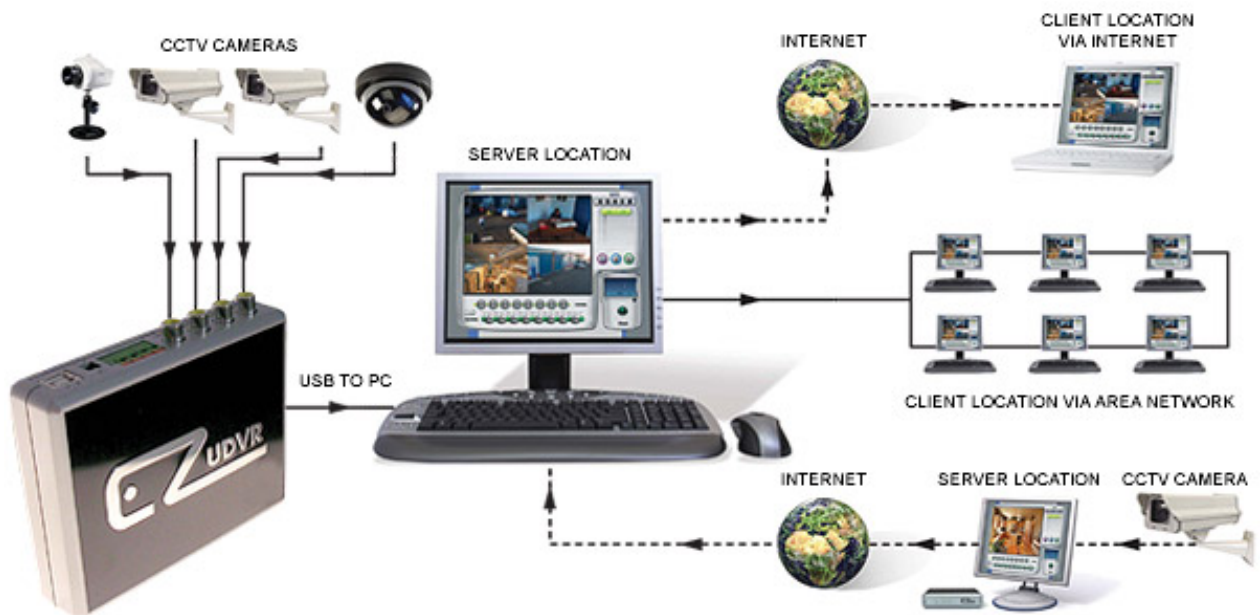 CCTV CAMERAS
INTERNET
CLIENT LOCATION
VIA INTERNET
SERVER LOCATION
USB TO PC
EZ UDVR
CLIENT LOCATION VIA AREA NETWORK
INTERNET
SERVER LOCATION
CCTV CAMERA